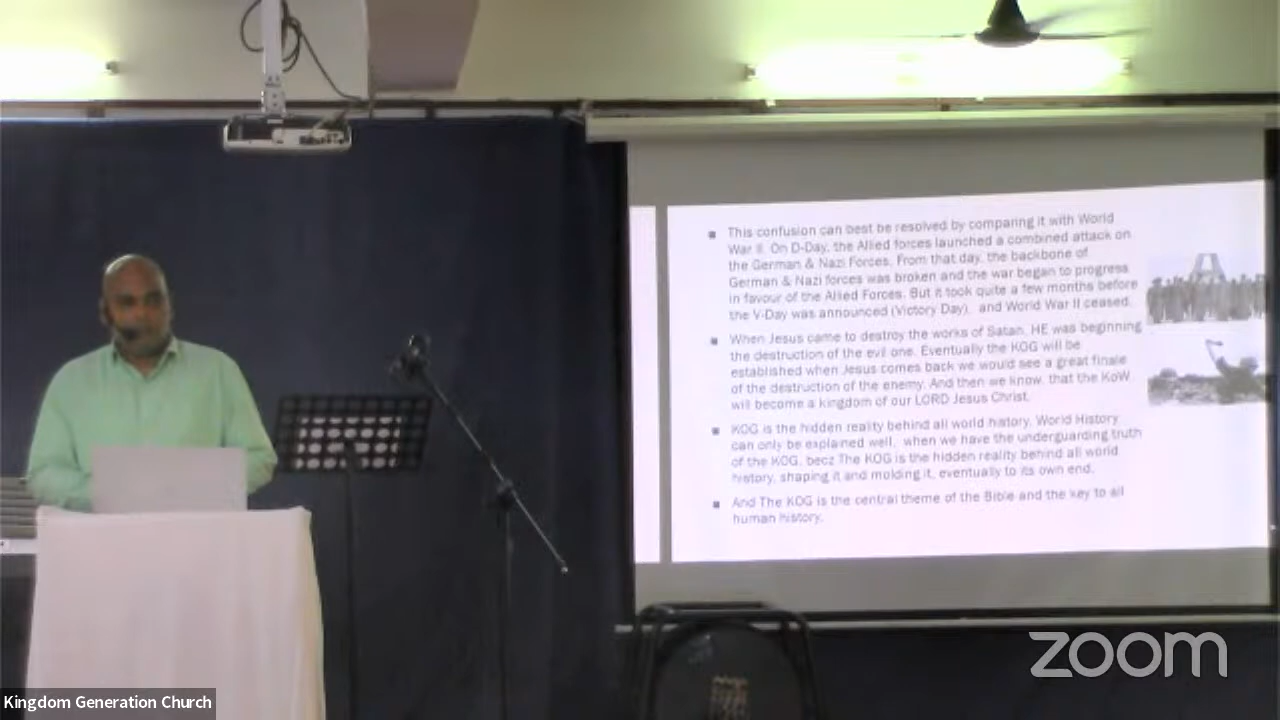 This confusion can best be resolved by comparing it with World
War II. On D-Day, the Allied forces launched a combined attack on
the German & Nazi Forces. From that day, the backbone of
German & Nazi forces was broken and the war began to progress
in favour of the Allied Forces. But it took quite a few months before
the V-Day was announced (Victory Day), and World War II ceased.
When Jesus came to destroy the works of Satan, HE was beginning
the destruction of the evil one. Eventually the KOG will be
established when Jesus comes back we would see a great finale
of the destruction of the enemy. And then we know, that the KoW
will become a kingdom of our LORD Jesus Christ.
KOG is the hidden reality behind all world history. World History
can only be explained well, when we have the underguarding truth
of the KOG, becz The KOG is the hidden reality behind all world
history, shaping it and molding it, eventually to its own end.
And The KOG is the central theme of the Bible and the key to all
human history.
zoom
Kingdom Generation Church